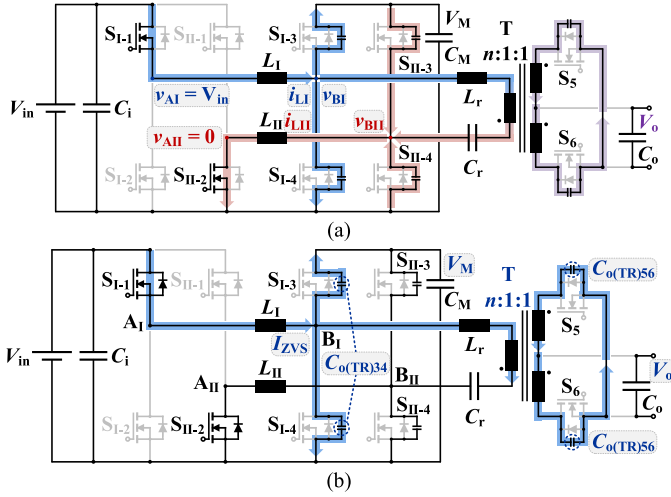 S_I-1 S_II-1 S_I-3 V_M T
L_I S_II-3 C_M n:1:1
v_AI = V_in i_LI v_BI L_r S_5
V_in C_i v_AII = 0 i_LII v_BII V_o
L_II C_r S_6 C_o
S_I-2 S_II-2 S_I-4 S_II-4
(a)
S_I-1 S_II-1 S_I-3 S_II-3 V_M T C_o(TR)56
L_I C_M n:1:1
A_I I_ZVS B_I L_r S_5
V_in C_i C_o(TR)34 V_o
A_II L_II B_II C_r S_6 C_o
S_I-2 S_II-2 S_I-4 S_II-4 C_o(TR)56
(b)